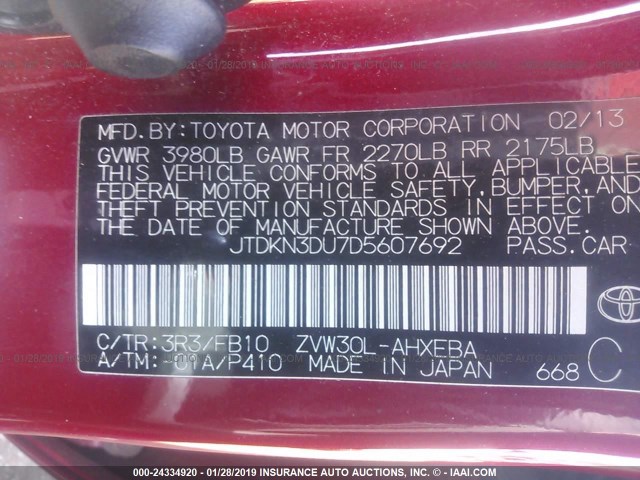 MFD.BY:TOYOTA MOTOR CORPORATION 02/13
GVWR 3980LB GAWR FR 2270LB RR 2175LB
THIS VEHICLE CONFORMS TO ALL APPLICABLE
FEDERAL MOTOR VEHICLE SAFETY,BUMPER,AND
THEFT PREVENTION STANDARDS IN EFFECT ON
THE DATE OF MANUFACTURE SHOWN ABOVE.
JTDKN3DU7D5607692 PASS.CAR
C/TR:3R3/FB10 ZVW30L-AHXEBA
A/TM:-01A/P410 MADE IN JAPAN 668 C
000-24334920 - 01/28/2019 - INSURANCE AUTO AUCTIONS, INC. - © - IAAI.COM